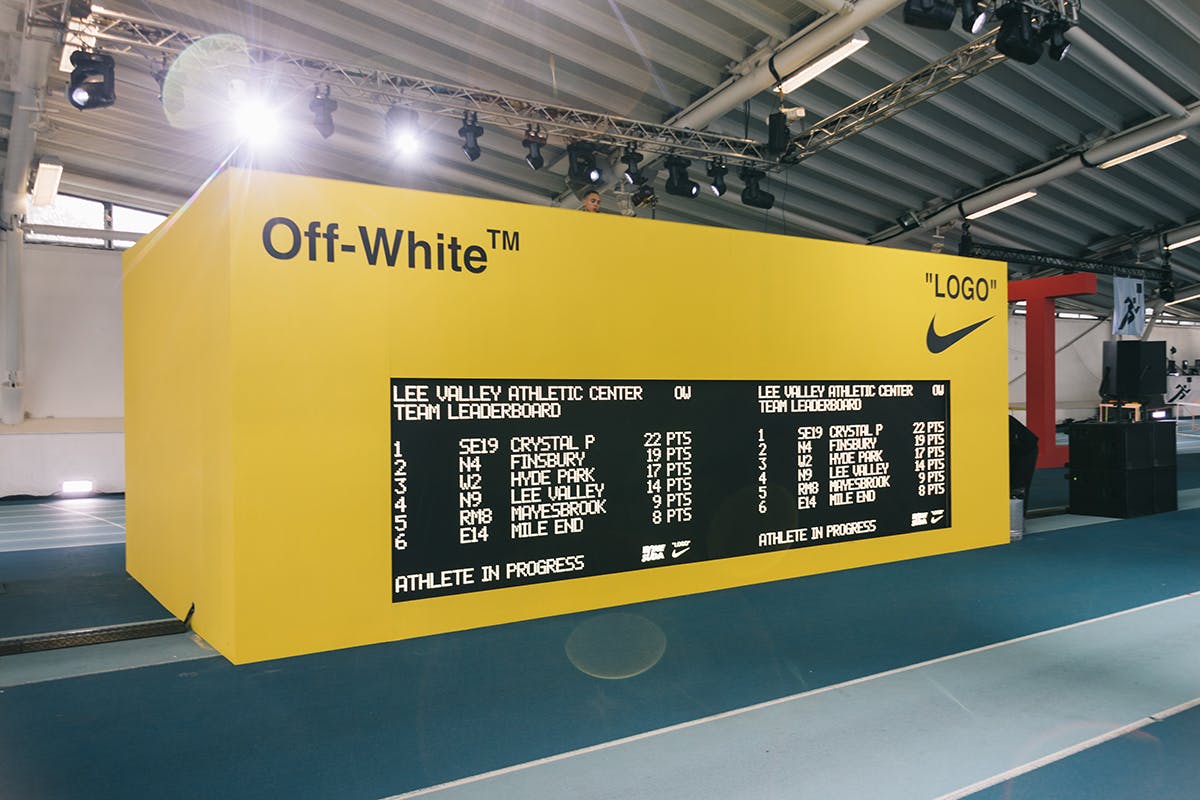 Off-White™
"LOGO"
LEE VALLEY ATHLETIC CENTER OW
TEAM LEADERBOARD
1 SE19 CRYSTAL P 22 PTS
2 N4 FINSBURY 19 PTS
3 W2 HYDE PARK 17 PTS
4 N9 LEE VALLEY 14 PTS
5 RM8 MAYESBROOK 9 PTS
6 E14 MILE END 8 PTS
"LOGO"
ATHLETE IN PROGRESS
LEE VALLEY ATHLETIC CENTER OW
TEAM LEADERBOARD
1 SE19 CRYSTAL P 22 PTS
2 N4 FINSBURY 19 PTS
3 W2 HYDE PARK 17 PTS
4 N9 LEE VALLEY 14 PTS
5 RM8 MAYESBROOK 9 PTS
6 E14 MILE END 8 PTS
ATHLETE IN PROGRESS